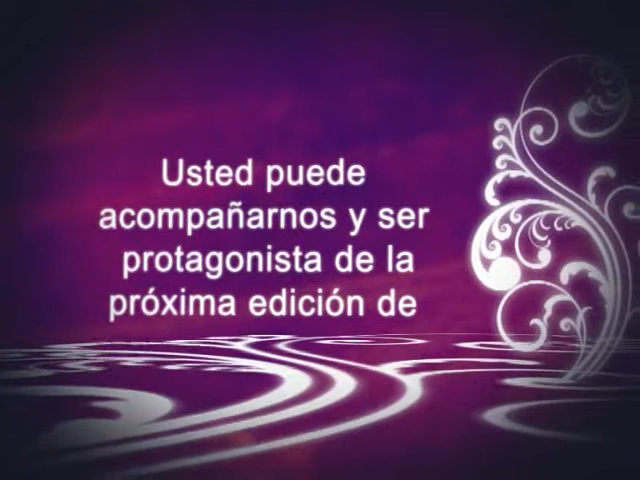 Usted puede
acompañarnos y ser
protagonista de la
próxima edición de